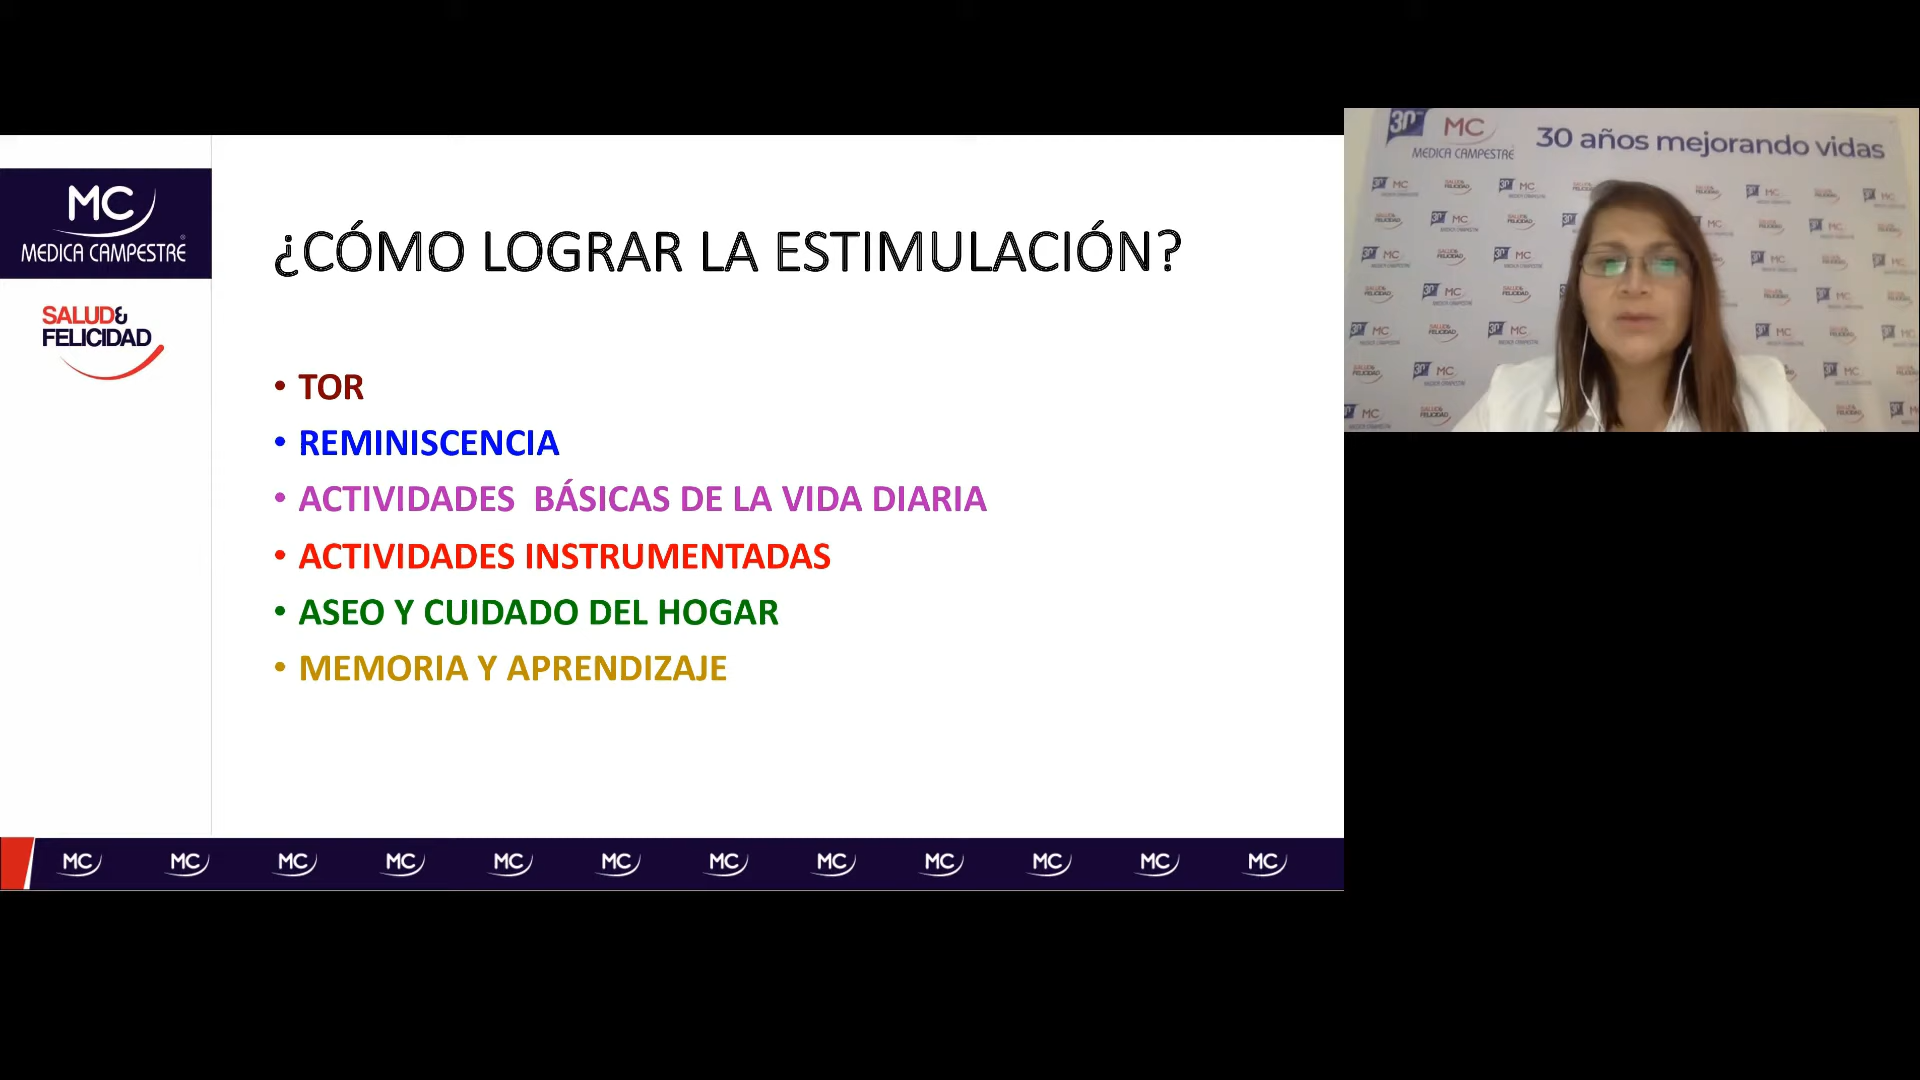 MC
MEDICA CAMPESTRE
SALUD&
FELICIDAD
¿CÓMO LOGRAR LA ESTIMULACIÓN?
• TOR
• REMINISCENCIA
• ACTIVIDADES  BÁSICAS DE LA VIDA DIARIA
• ACTIVIDADES INSTRUMENTADAS
• ASEO Y CUIDADO DEL HOGAR
• MEMORIA Y APRENDIZAJE
MC MC MC MC MC MC MC MC MC MC MC MC
30 MC
MEDICA CAMPESTRE
30 años mejorando vidas